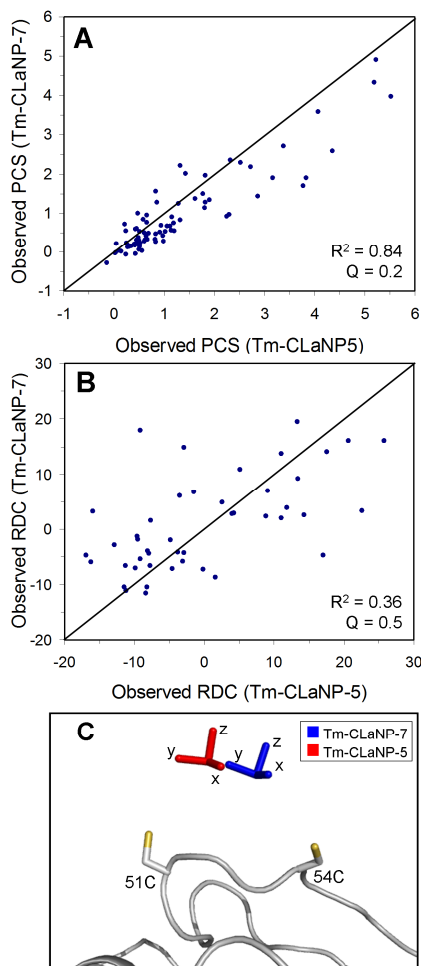 A
Observed PCS (Tm-CLaNP-7)
6
5
4
3
2
1
0
-1
R² = 0.84
Q = 0.2
-1 0 1 2 3 4 5 6
Observed PCS (Tm-CLaNP5)
B
Observed RDC (Tm-CLaNP-7)
30
20
10
0
-10
-20
R² = 0.36
Q = 0.5
-20 -10 0 10 20 30
Observed RDC (Tm-CLaNP-5)
C
z
y
x
z
y
x
Tm-CLaNP-7
Tm-CLaNP-5
51C
54C